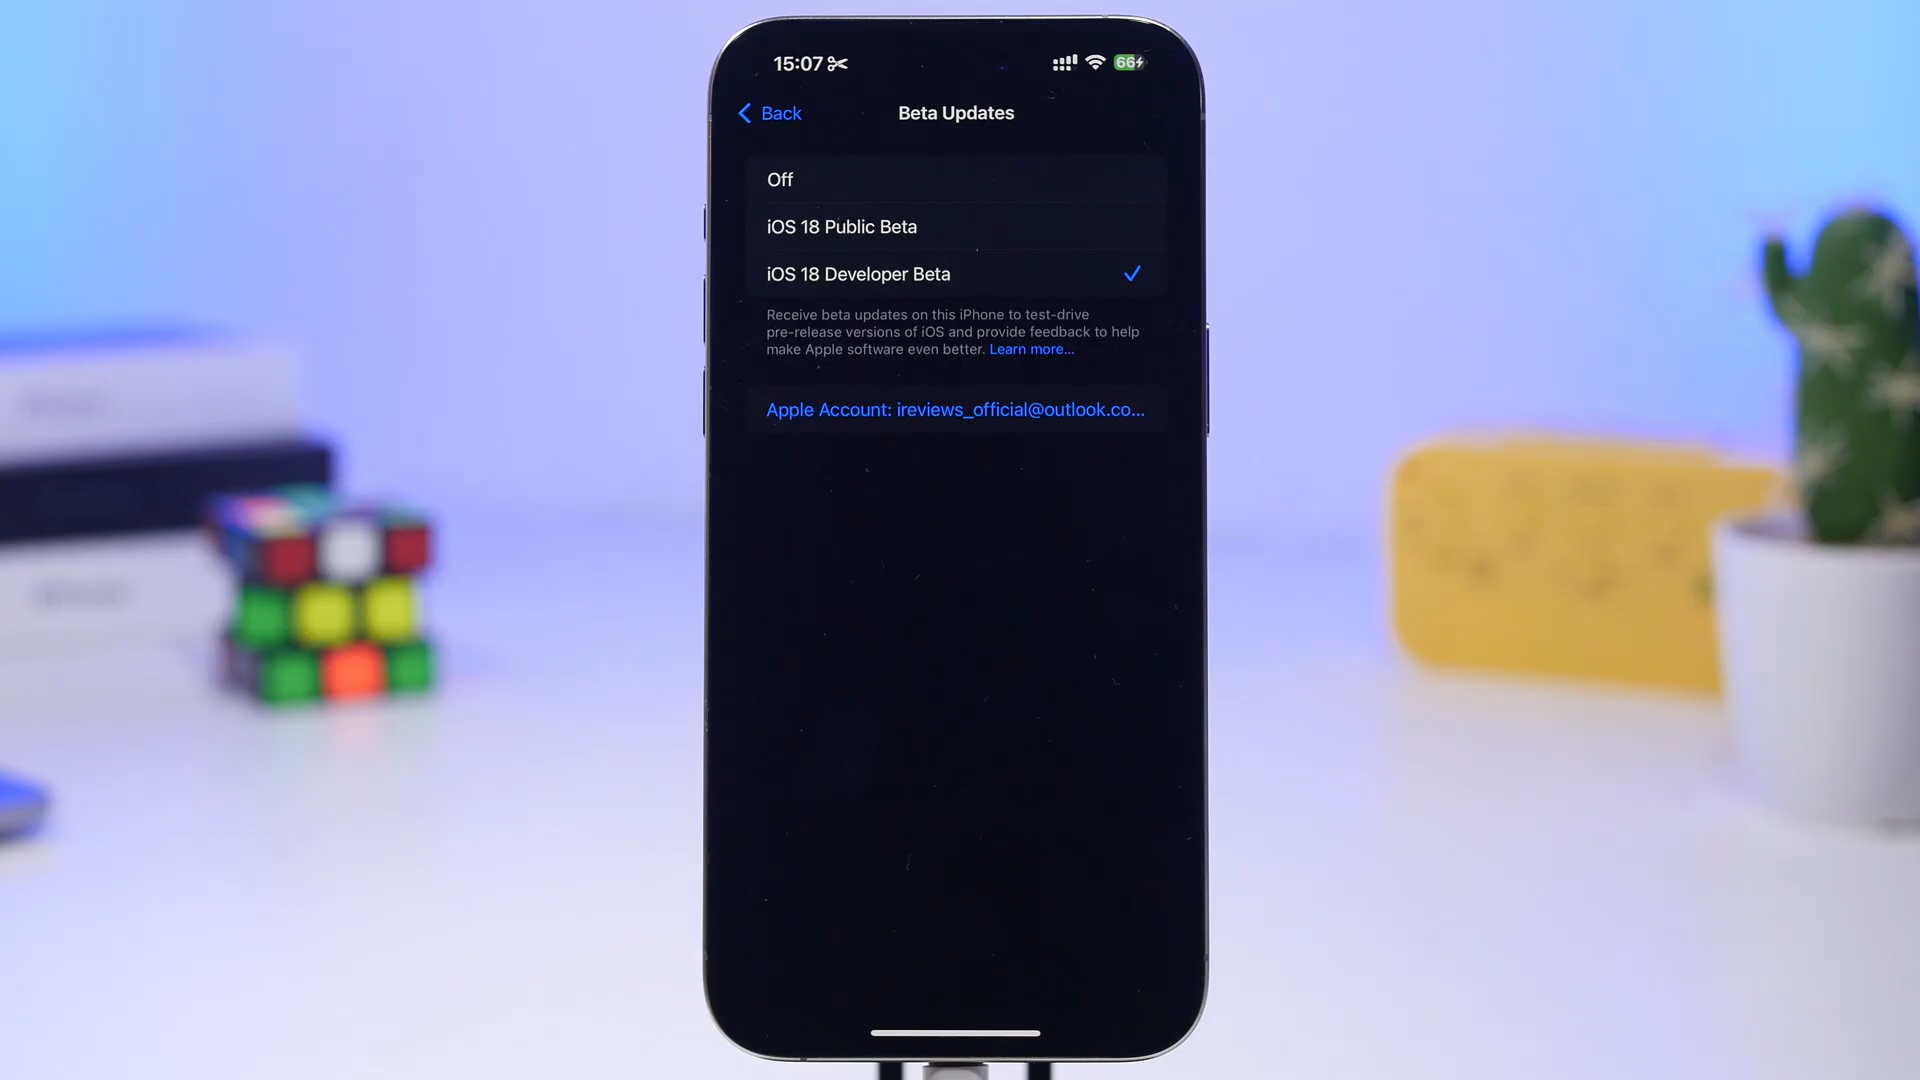 15:07
66
Back
Beta Updates
Off
iOS 18 Public Beta
iOS 18 Developer Beta
Receive beta updates on this iPhone to test-drive
pre-release versions of iOS and provide feedback to help
make Apple software even better. Learn more...
Apple Account: ireviews_official@outlook.co...